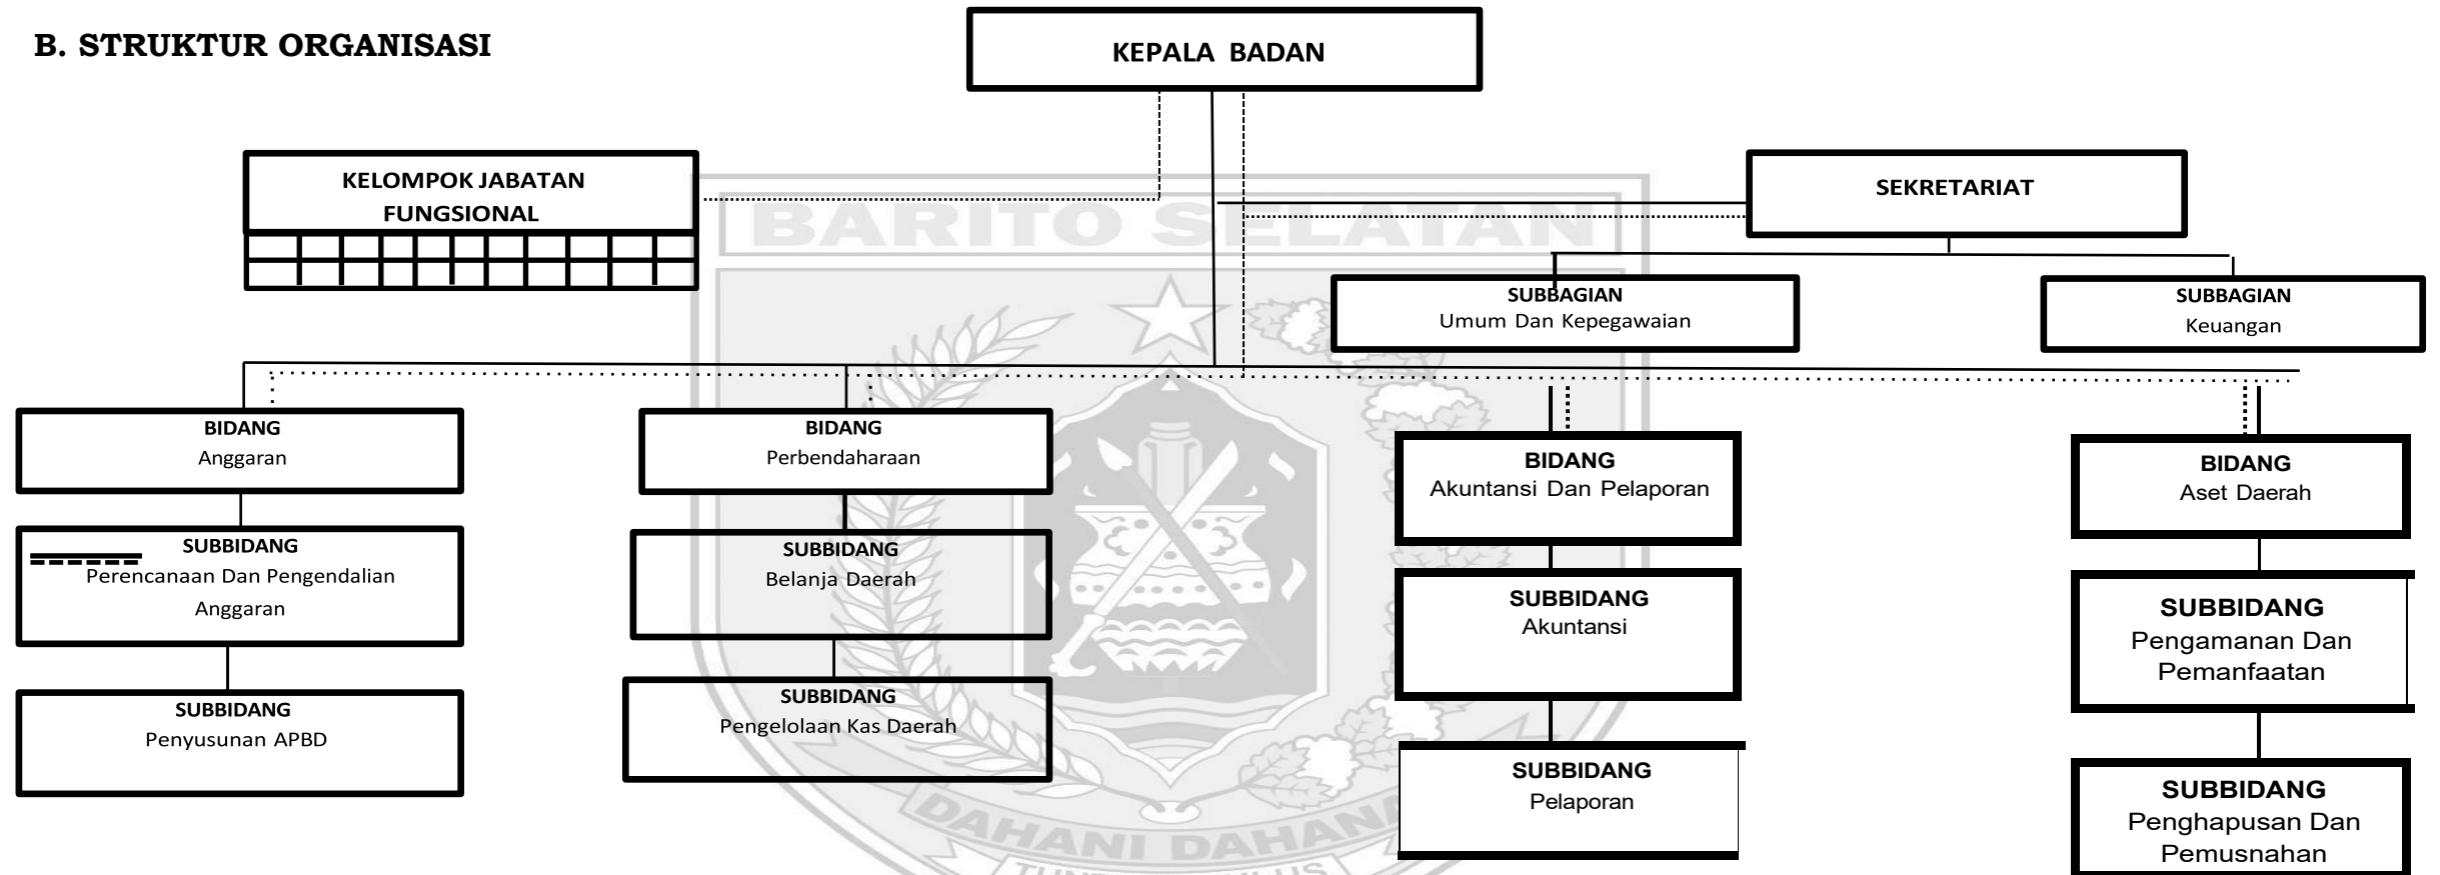 B. STRUKTUR ORGANISASI
KEPALA BADAN
KELOMPOK JABATAN
FUNGSIONAL
SEKRETARIAT
BARITO SELATAN
SUBBAGIAN
Umum Dan Kepegawaian
SUBBAGIAN
Keuangan
BIDANG
Anggaran
BIDANG
Perbendaharaan
BIDANG
Akuntansi Dan Pelaporan
BIDANG
Aset Daerah
SUBBIDANG
Perencanaan Dan Pengendalian
Anggaran
SUBBIDANG
Belanja Daerah
SUBBIDANG
Akuntansi
SUBBIDANG
Pengamanan Dan
Pemanfaatan
SUBBIDANG
Penyusunan APBD
SUBBIDANG
Pengelolaan Kas Daerah
SUBBIDANG
Pelaporan
SUBBIDANG
Penghapusan Dan
Pemusnahan
DAHANI DAHANA